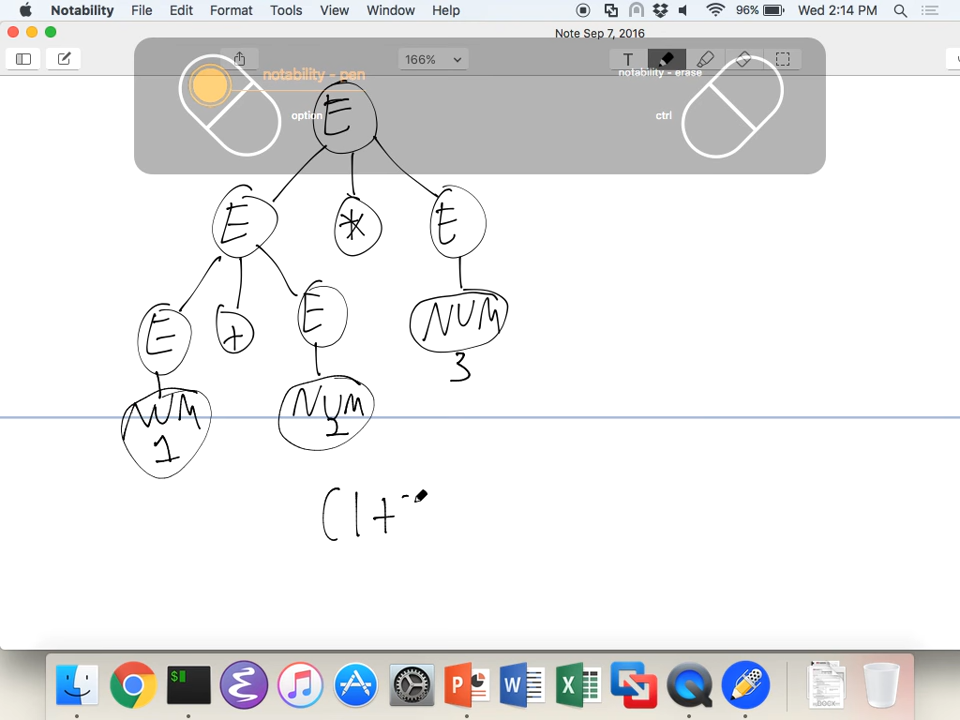 Notability File Edit Format Tools View Window Help 96% Wed 2:14 PM
Note Sep 7, 2016
166% T
notability - pen notability - erase
option ctrl
E
E * E
E + E NUM
3
NUM NUM
1 2
(1+
$
P W X